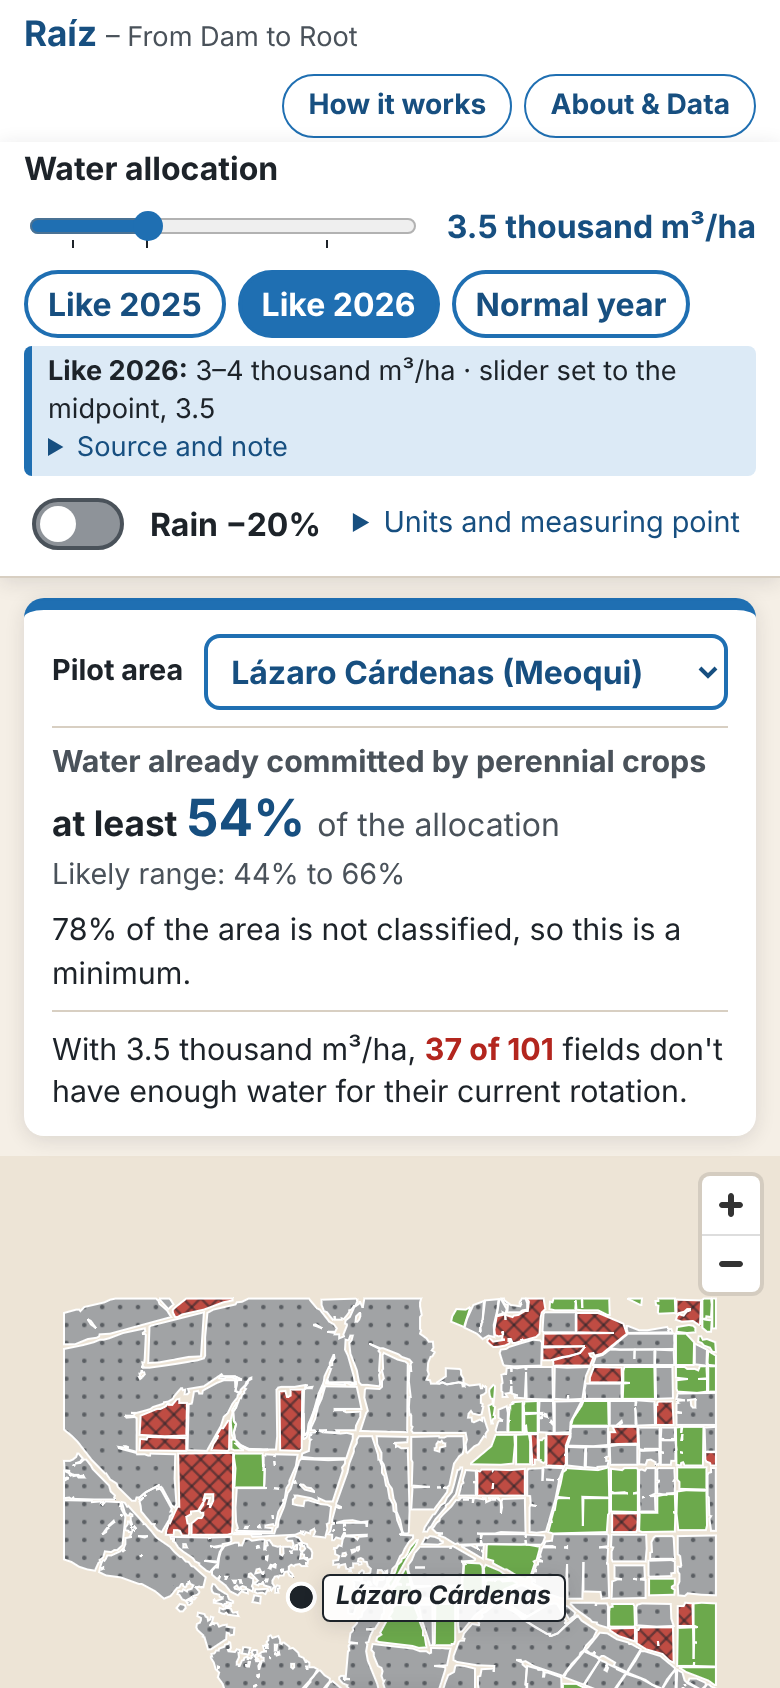 Raíz – From Dam to Root
How it works
About & Data
Water allocation
3.5 thousand m³/ha
Like 2025
Like 2026
Normal year
Like 2026: 3–4 thousand m³/ha · slider set to the
midpoint, 3.5
Source and note
Rain −20%
Units and measuring point
Pilot area
Lázaro Cárdenas (Meoqui)
Water already committed by perennial crops
at least 54% of the allocation
Likely range: 44% to 66%
78% of the area is not classified, so this is a
minimum.
With 3.5 thousand m³/ha, 37 of 101 fields don't
have enough water for their current rotation.
+
−
Lázaro Cárdenas